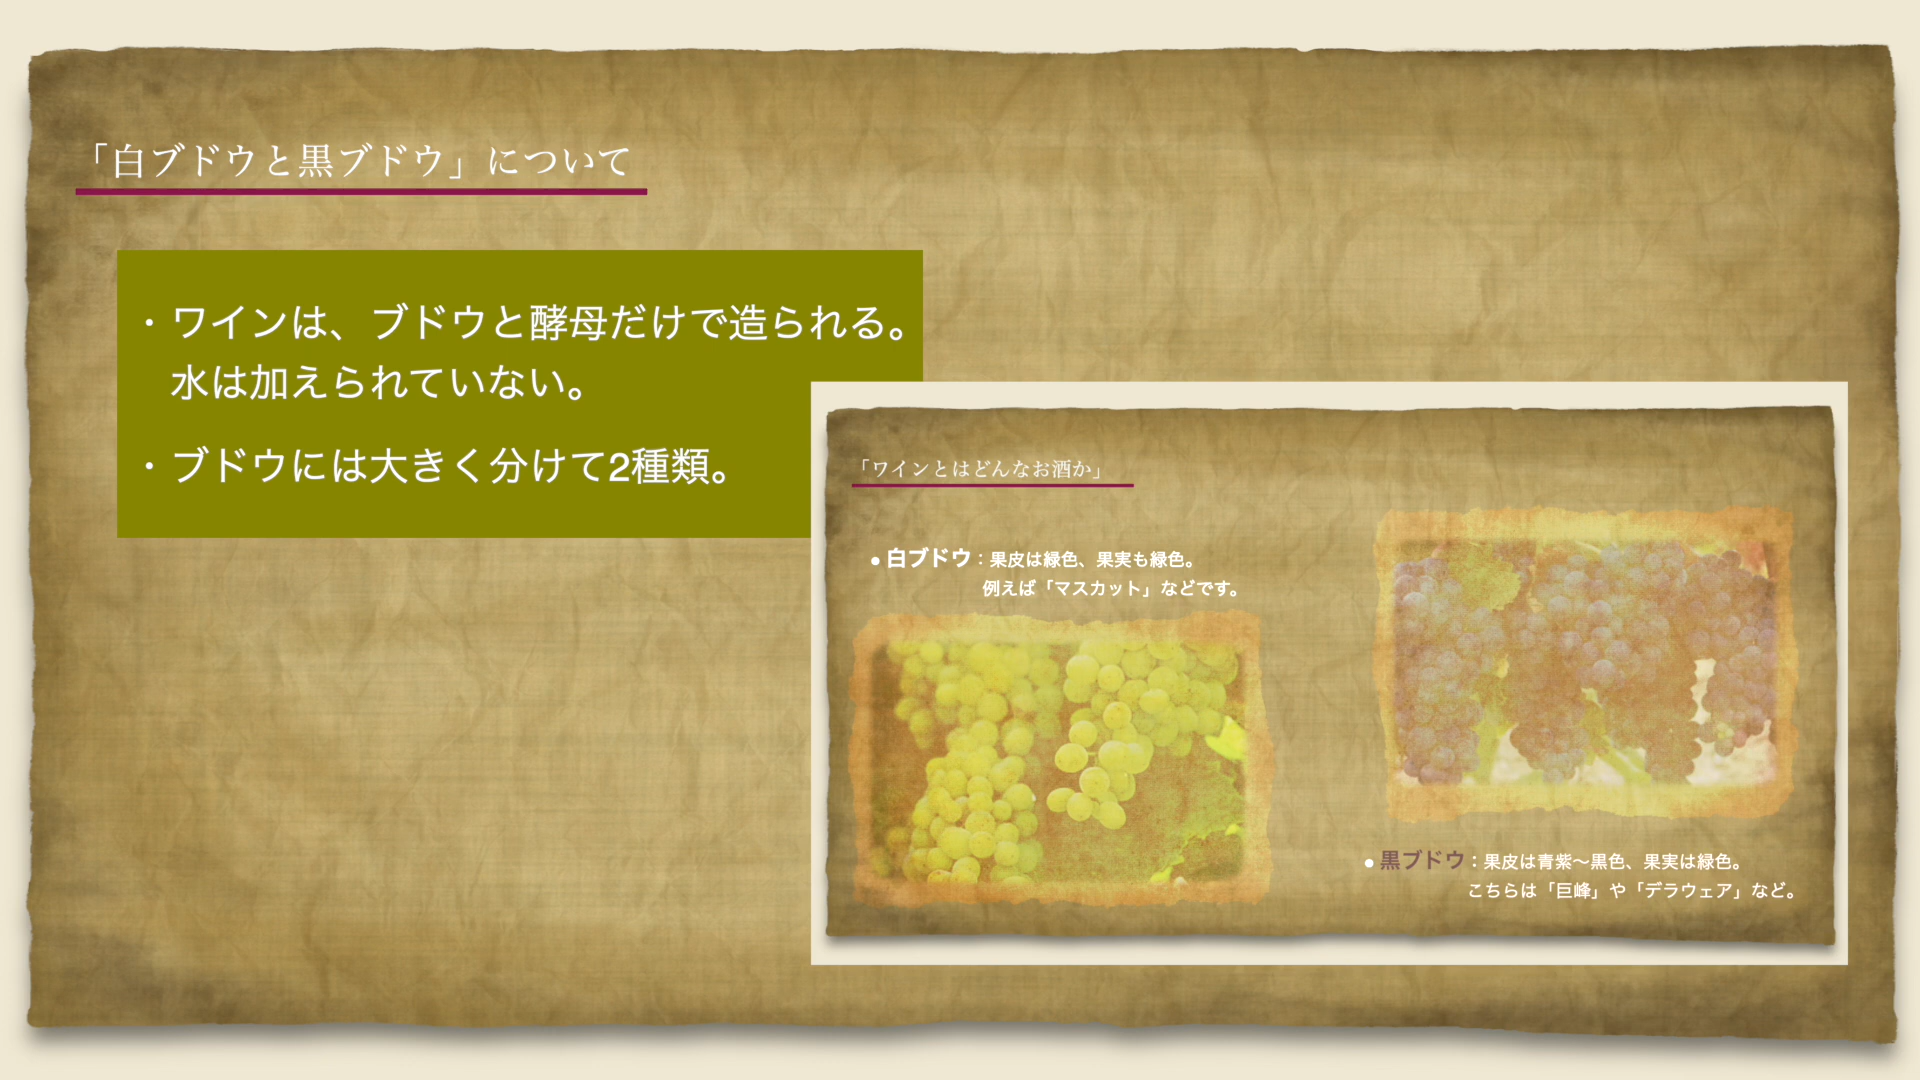 「白ブドウと黒ブドウ」について
・ワインは、ブドウと酵母だけで造られる。
水は加えられていない。
・ブドウには大きく分けて2種類。
「ワインとはどんなお酒か」
• 白ブドウ：果皮は緑色、果実も緑色。
例えば「マスカット」などです。
• 黒ブドウ：果皮は青紫〜黒色、果実は緑色。
こちらは「巨峰」や「デラウェア」など。